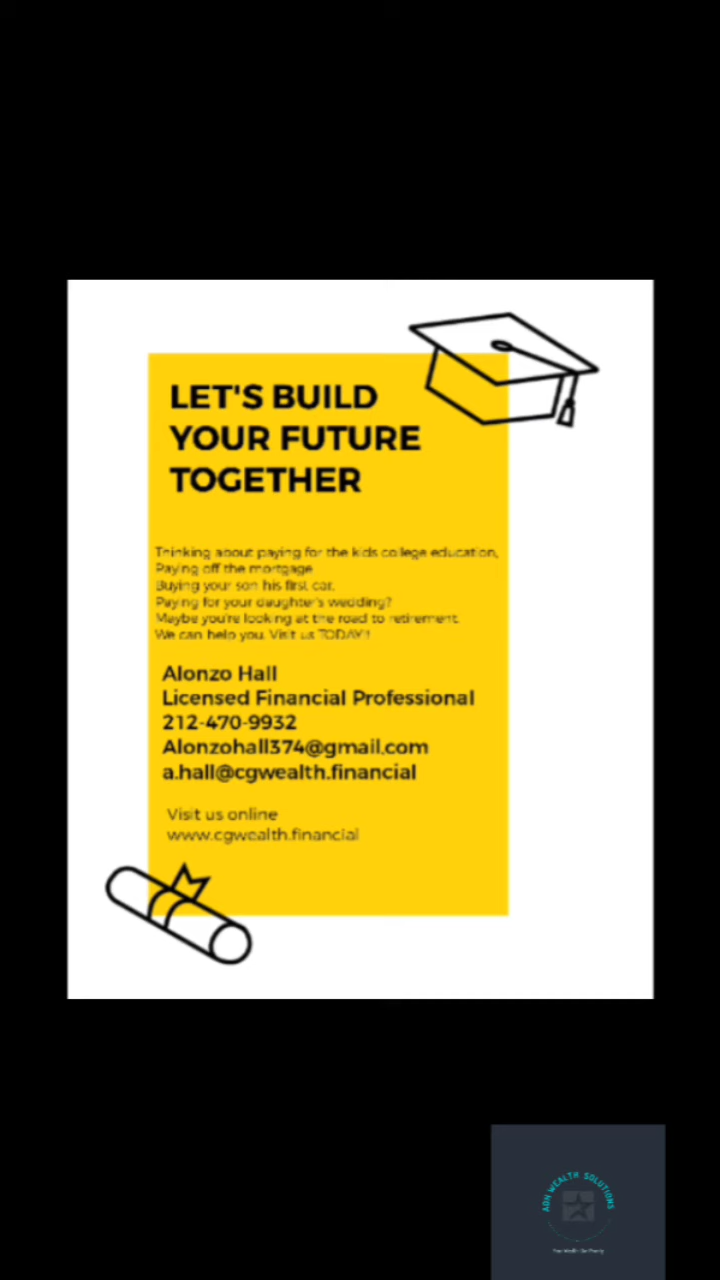 LET'S BUILD
YOUR FUTURE
TOGETHER
Thinking about paying for the kids college education,
Paying off the mortgage
Buying your son his first car,
Paying for your daughter's wedding?
Maybe you're looking at the road to retirement.
We can help you. Visit us TODAY!!
Alonzo Hall
Licensed Financial Professional
212-470-9932
Alonzohall374@gmail.com
a.hall@cgwealth.financial
Visit us online
www.cgwealth.financial
AON WEALTH SOLUTIONS